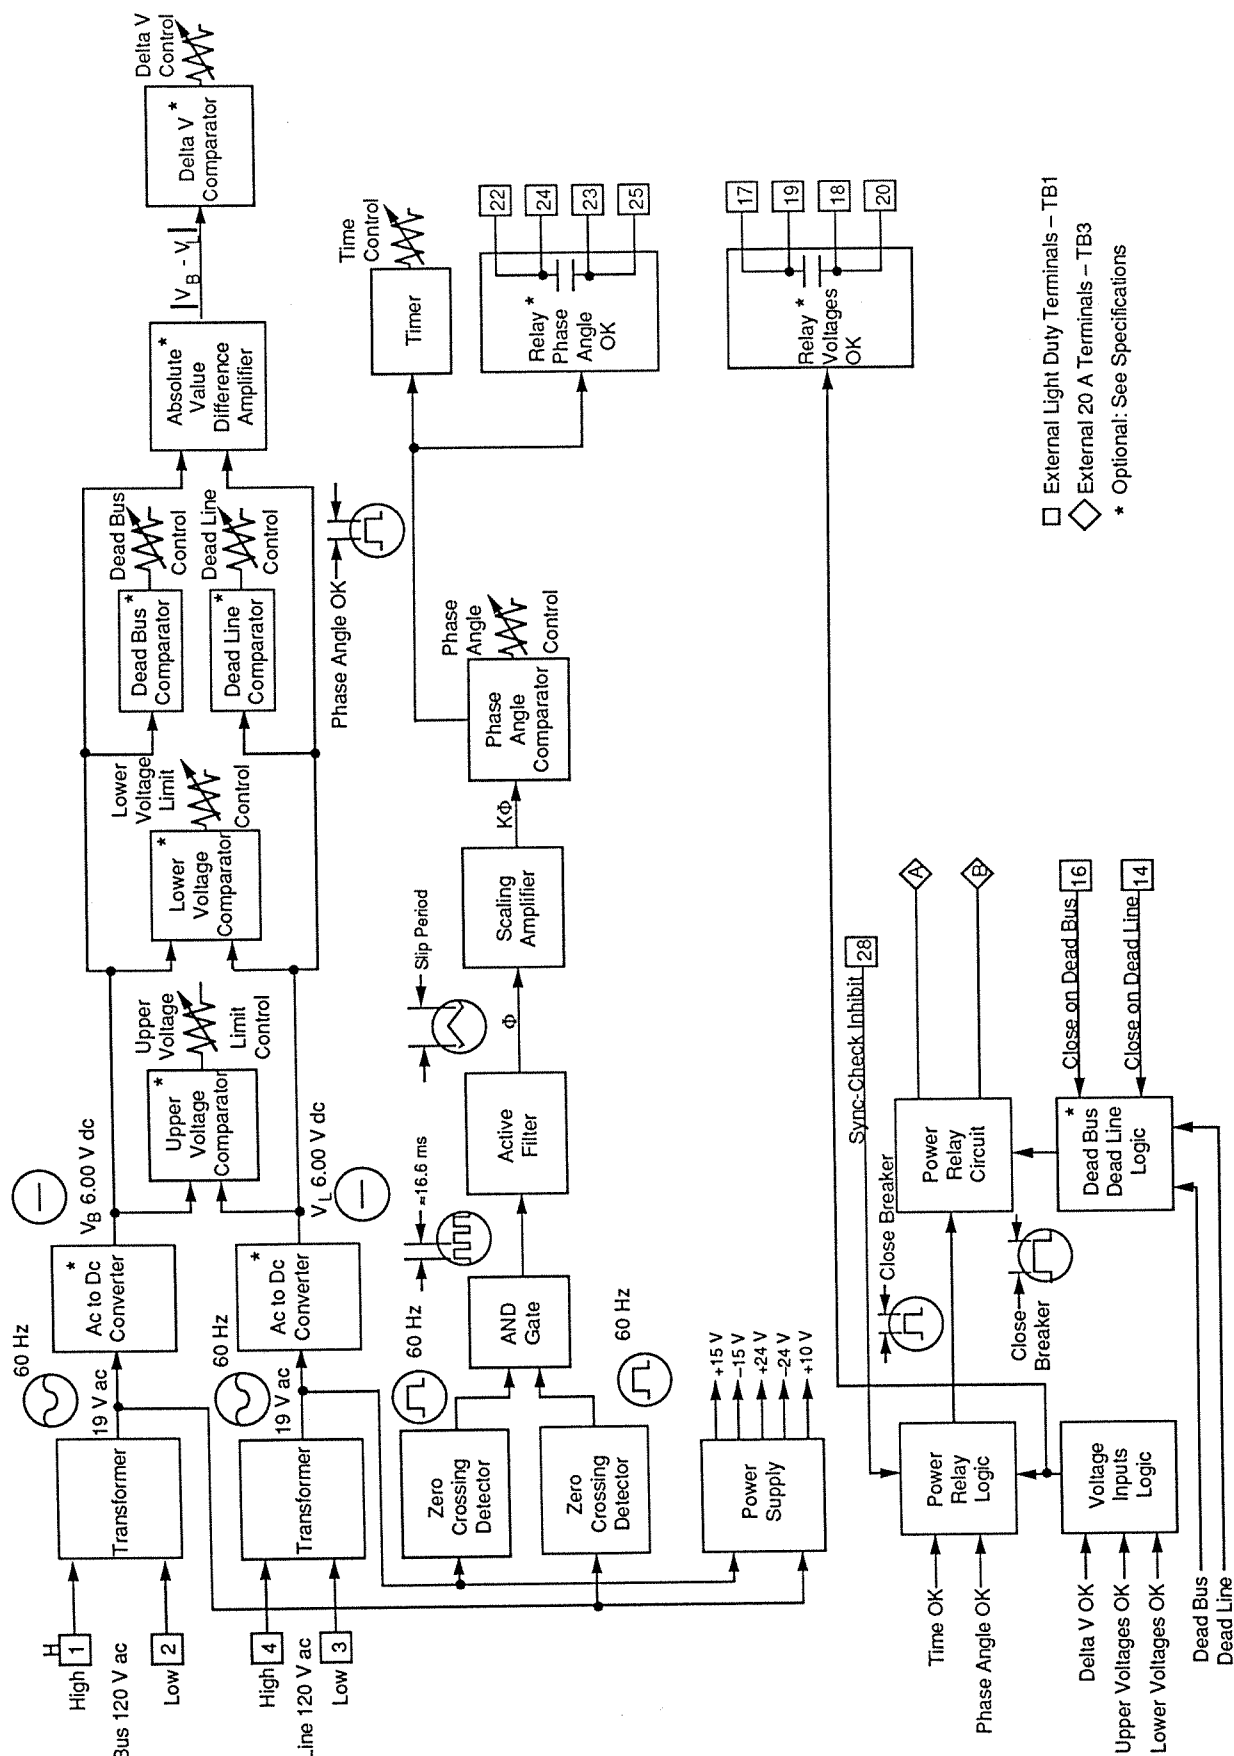 H
High 1
Bus 120 V ac
Low 2
Transformer
19 V ac
60 Hz
Ac to Dc *
Converter
VB 6.00 V dc
Upper *
Voltage
Comparator
Upper
Voltage
Limit
Control
Lower *
Voltage
Comparator
Lower
Voltage
Limit
Control
Dead Bus *
Comparator
Dead Bus
Control
Dead Line *
Comparator
Dead Line
Control
Absolute *
Value
Difference
Amplifier
|VB - VL|
Delta V *
Comparator
Delta V
Control
High 4
Line 120 V ac
Low 3
Transformer
19 V ac
60 Hz
Ac to Dc *
Converter
VL 6.00 V dc
Zero
Crossing
Detector
60 Hz
Zero
Crossing
Detector
60 Hz
AND
Gate
≈16.6 ms
Active
Filter
Φ
Slip Period
Scaling
Amplifier
KΦ
Phase
Angle
Comparator
Phase
Angle
Control
Phase Angle OK
Timer
Time
Control
Relay *
Phase
Angle
OK
22
24
23
25
Power
Supply
+15 V
-15 V
+24 V
-24 V
+10 V
Relay *
Voltages
OK
17
19
18
20
Time OK
Phase Angle OK
Power
Relay
Logic
Sync-Check Inhibit 28
Close Breaker
Power
Relay
Circuit
A
B
Delta V OK
Upper Voltages OK
Lower Voltages OK
Voltage
Inputs
Logic
Close
Breaker
Dead Bus *
Dead Line
Logic
Close on Dead Bus 16
Close on Dead Line 14
Dead Bus
Dead Line
External Light Duty Terminals – TB1
External 20 A Terminals – TB3
* Optional: See Specifications